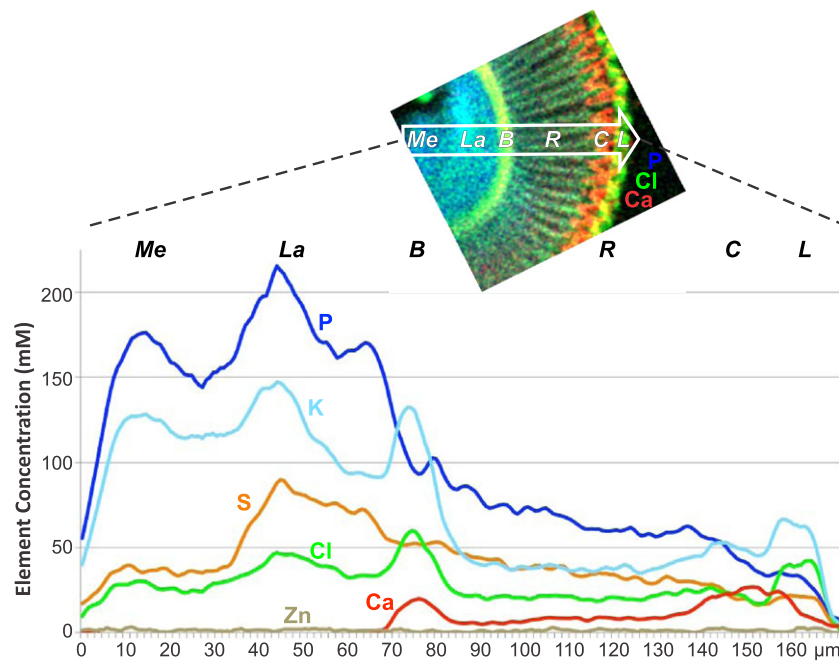 Me La B R C L
P
Cl
Ca
Me La B R C L
Element Concentration (mM)
200
150
100
50
0
P
K
S
Cl
Ca
Zn
0 10 20 30 40 50 60 70 80 90 100 110 120 130 140 150 160 µm